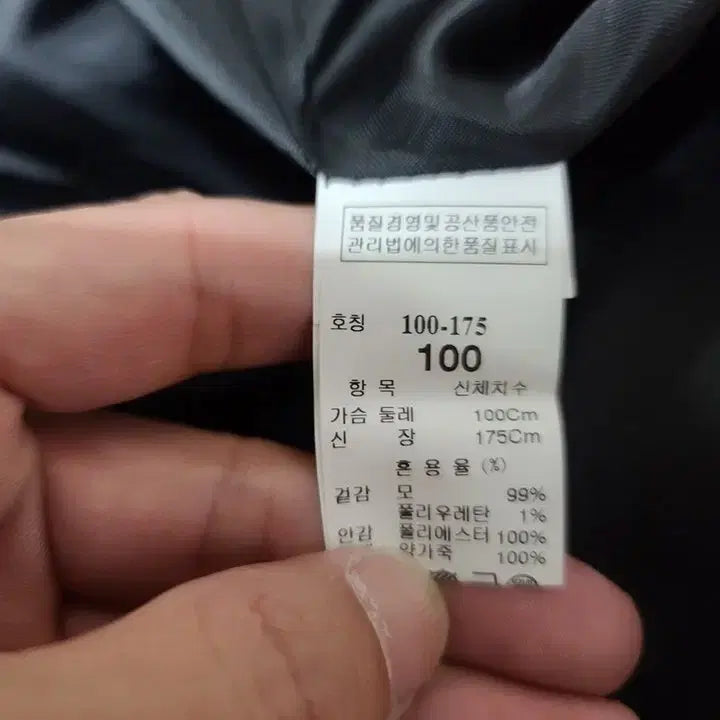 품질경영및공산품안전
관리법에의한품질표시
호칭 100-175
100
항 목 신체치수
가슴 둘레 100Cm
신 장 175Cm
혼 용 율 (%)
겉감 모 99%
폴리우레탄 1%
안감 폴리에스터 100%
양가죽 100%